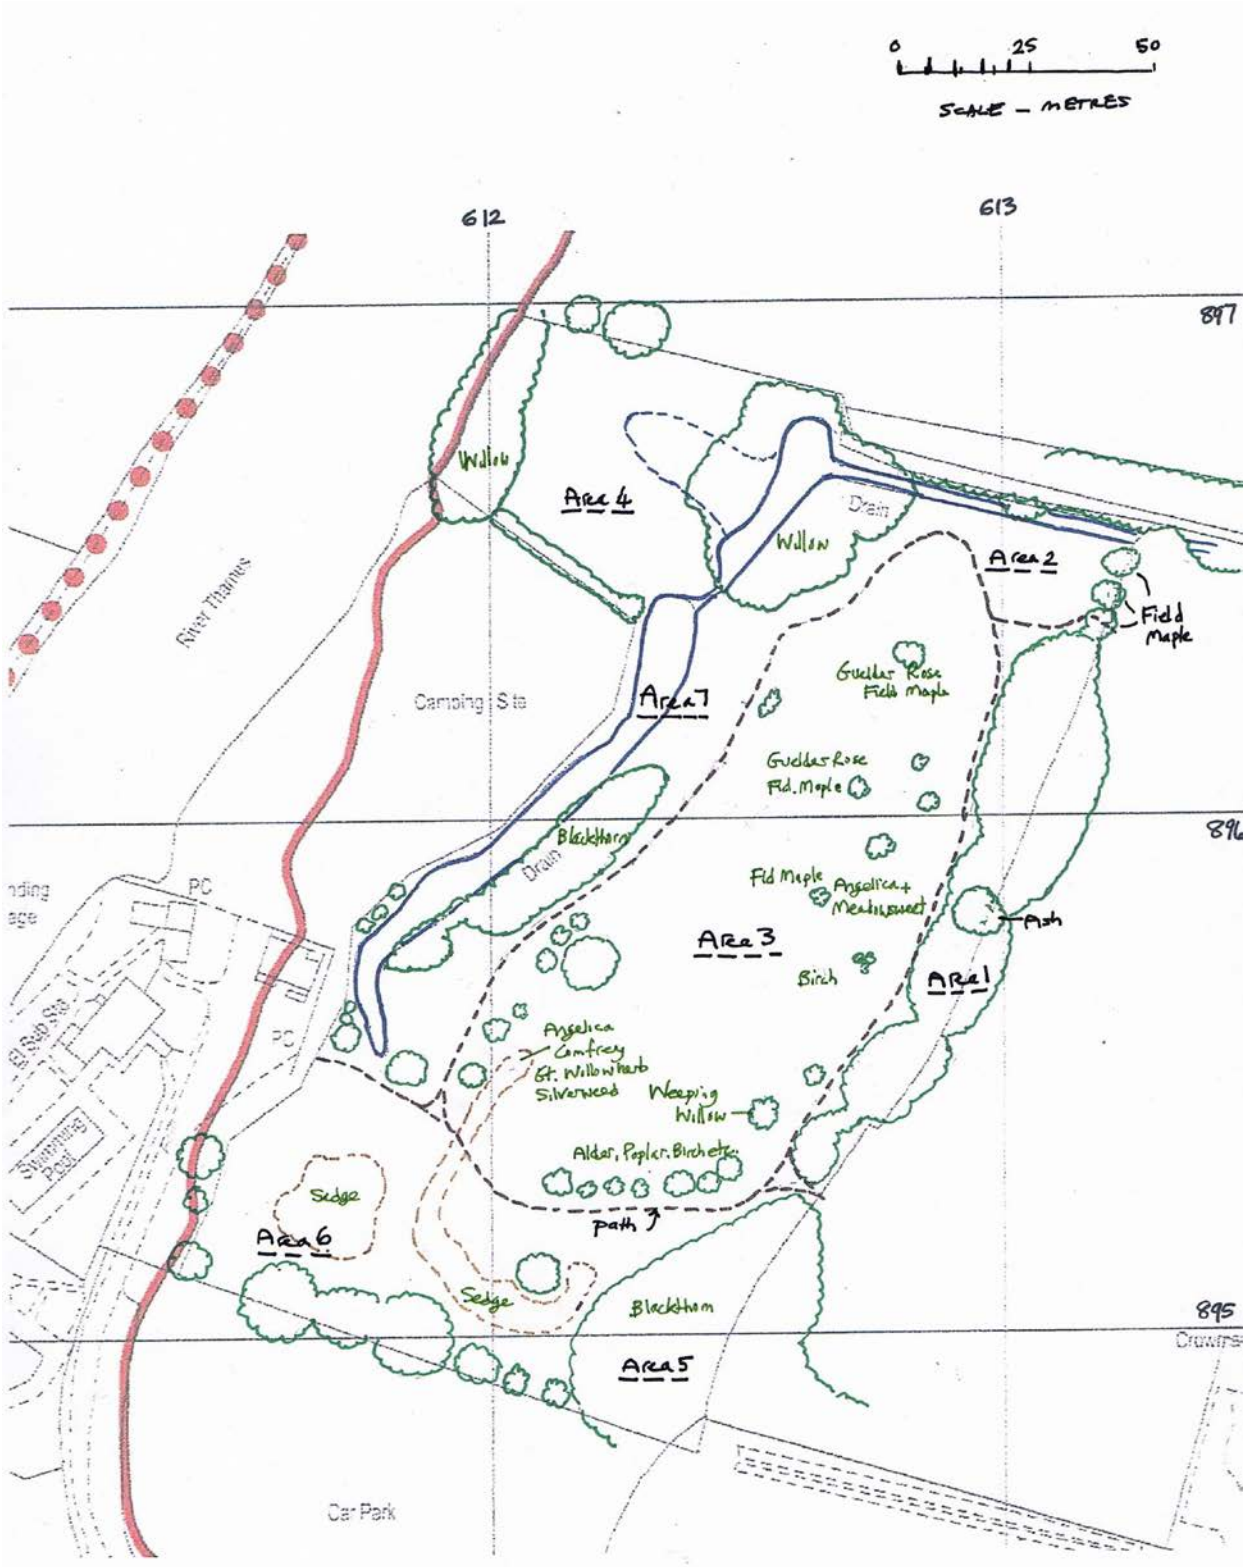 0 25 50
SCALE – METRES
612
613
897
Willow
Area 4
Drain
Willow
Area 2
River Thames
Field
Maple
Guelder Rose
Field Maple
Camping Site
Area 7
Guelder Rose
Fld. Maple
896
Blackthorn
Drain
PC
Fld Maple
Angelica +
Meadowsweet
Ash
Area 3
Birch
Area 1
PC
Angelica
Comfrey
Gt. Willowherb
Silverweed
Weeping
Willow
Swimming
Pool
Alder, Poplar, Birch etc.
Sedge
path
Area 6
Sedge
Blackthorn
895
Area 5
Car Park